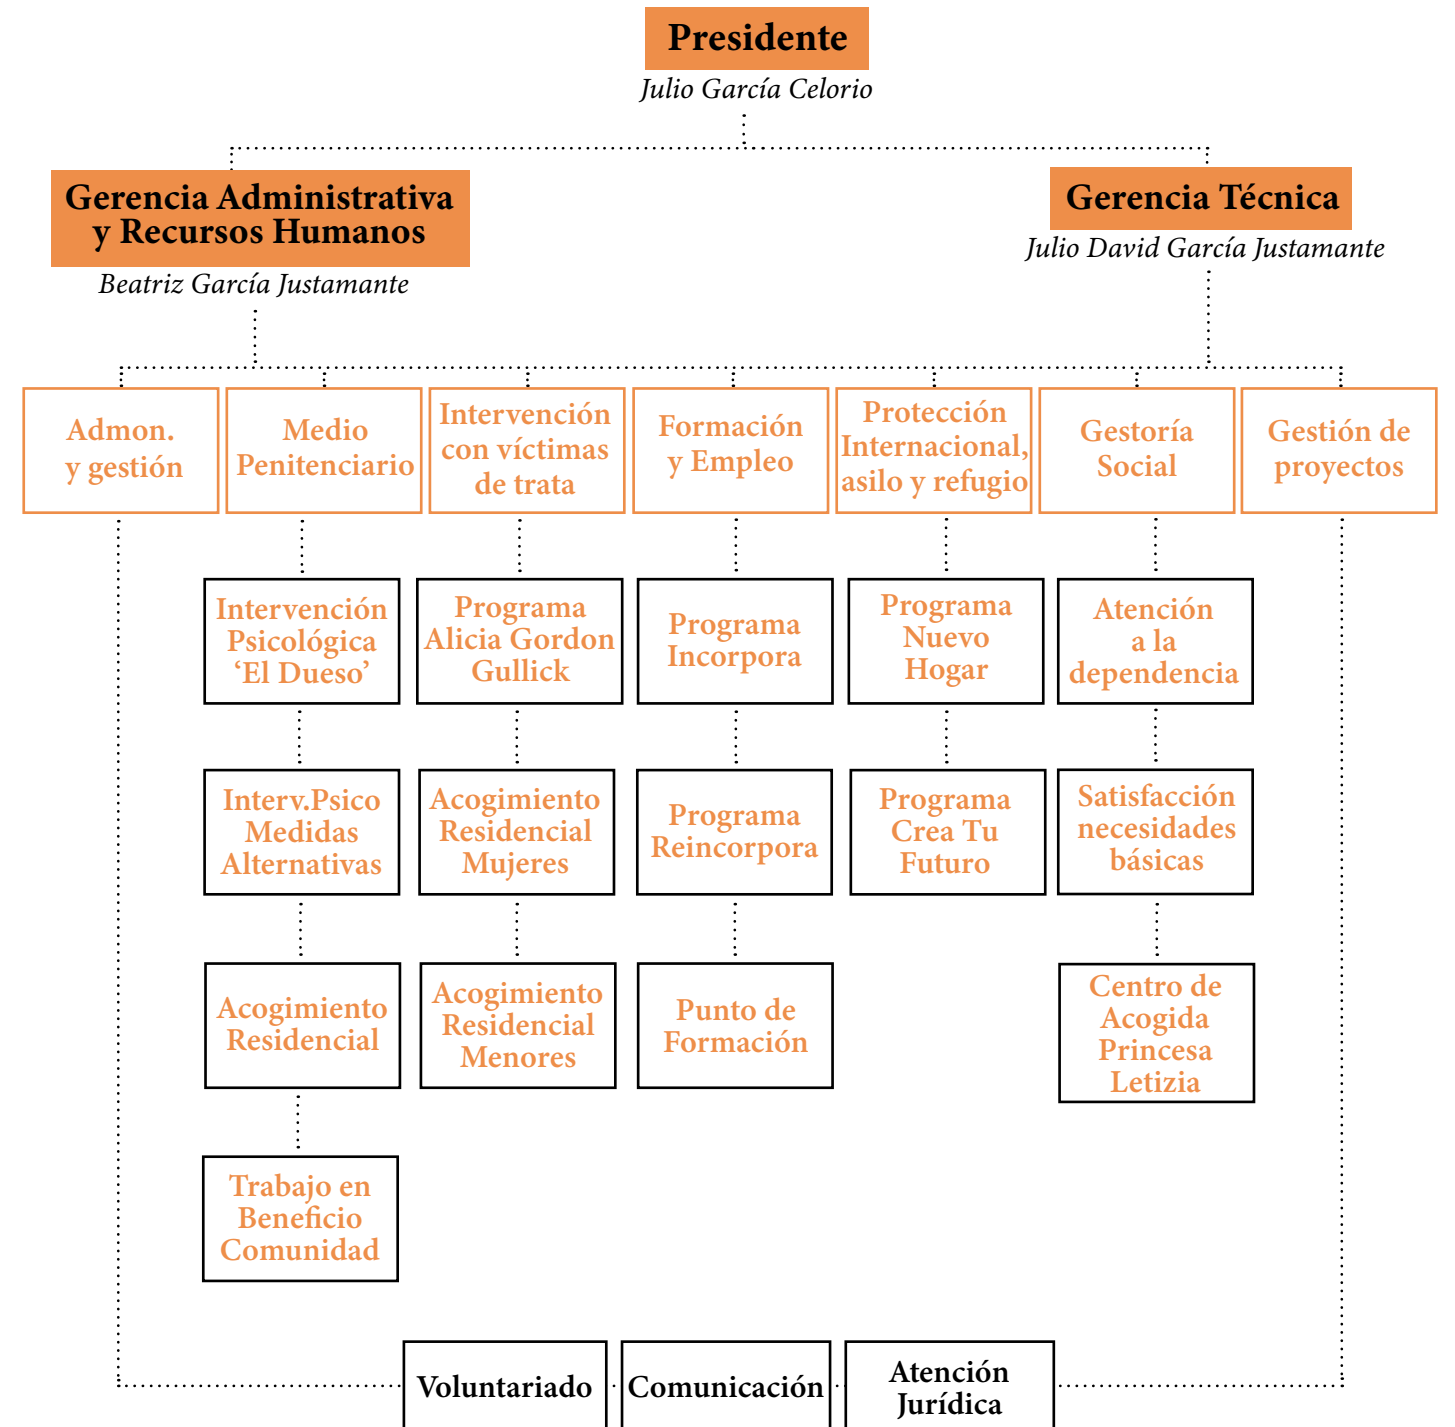 Presidente
Julio García Celorio
Gerencia Administrativa
y Recursos Humanos
Beatriz García Justamante
Gerencia Técnica
Julio David García Justamante
Admon.
y gestión
Medio
Penitenciario
Intervención
con víctimas
de trata
Formación
y Empleo
Protección
Internacional,
asilo y refugio
Gestoría
Social
Gestión de
proyectos
Intervención
Psicológica
‘El Dueso’
Programa
Alicia Gordon
Gullick
Programa
Incorpora
Programa
Nuevo
Hogar
Atención
a la
dependencia
Interv.Psico
Medidas
Alternativas
Acogimiento
Residencial
Mujeres
Programa
Reincorpora
Programa
Crea Tu
Futuro
Satisfacción
necesidades
básicas
Acogimiento
Residencial
Acogimiento
Residencial
Menores
Punto de
Formación
Centro de
Acogida
Princesa
Letizia
Trabajo en
Beneficio
Comunidad
Voluntariado
Comunicación
Atención
Jurídica